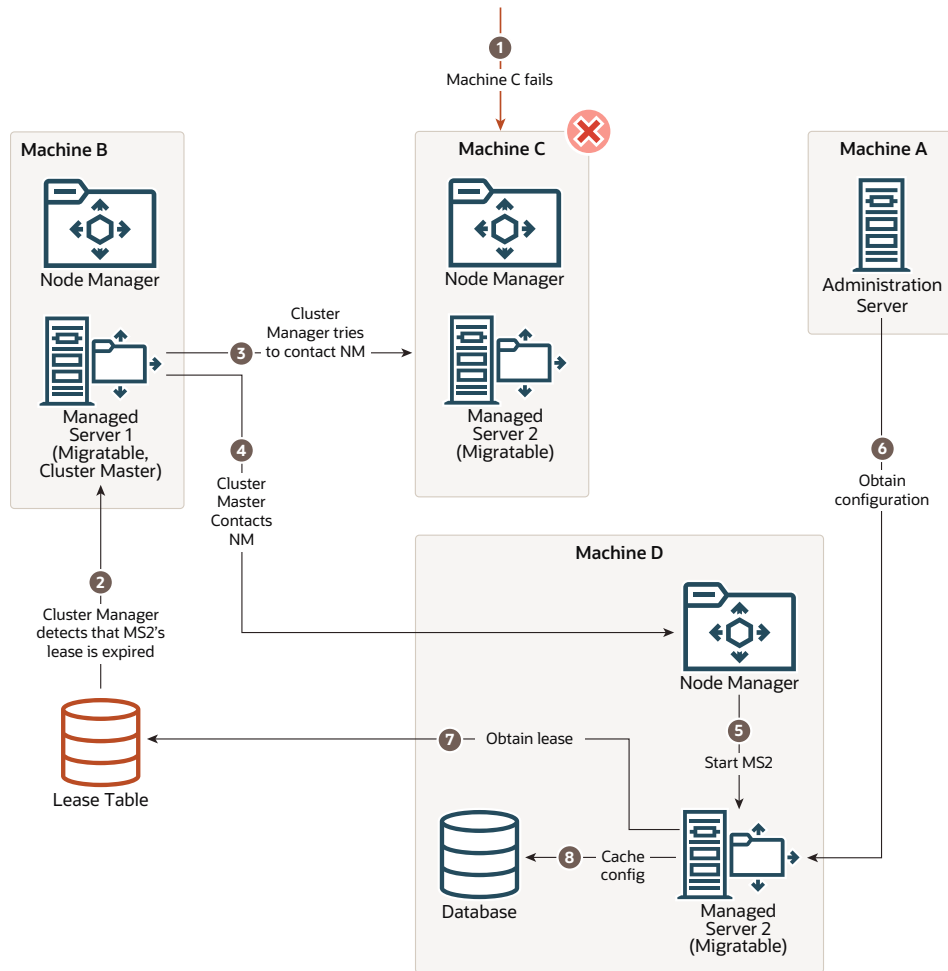 1
Machine C fails
Machine B
Node Manager
Managed
Server 1
(Migratable,
Cluster Master)
Machine C
Node Manager
Managed
Server 2
(Migratable)
Machine A
Administration
Server
3
Cluster
Manager tries
to contact NM
4
Cluster
Master
Contacts
NM
6
Obtain
configuration
2
Cluster Manager
detects that MS2’s
lease is expired
Lease Table
Machine D
Node Manager
5
Start MS2
7
Obtain lease
8
Cache
config
Database
Managed
Server 2
(Migratable)